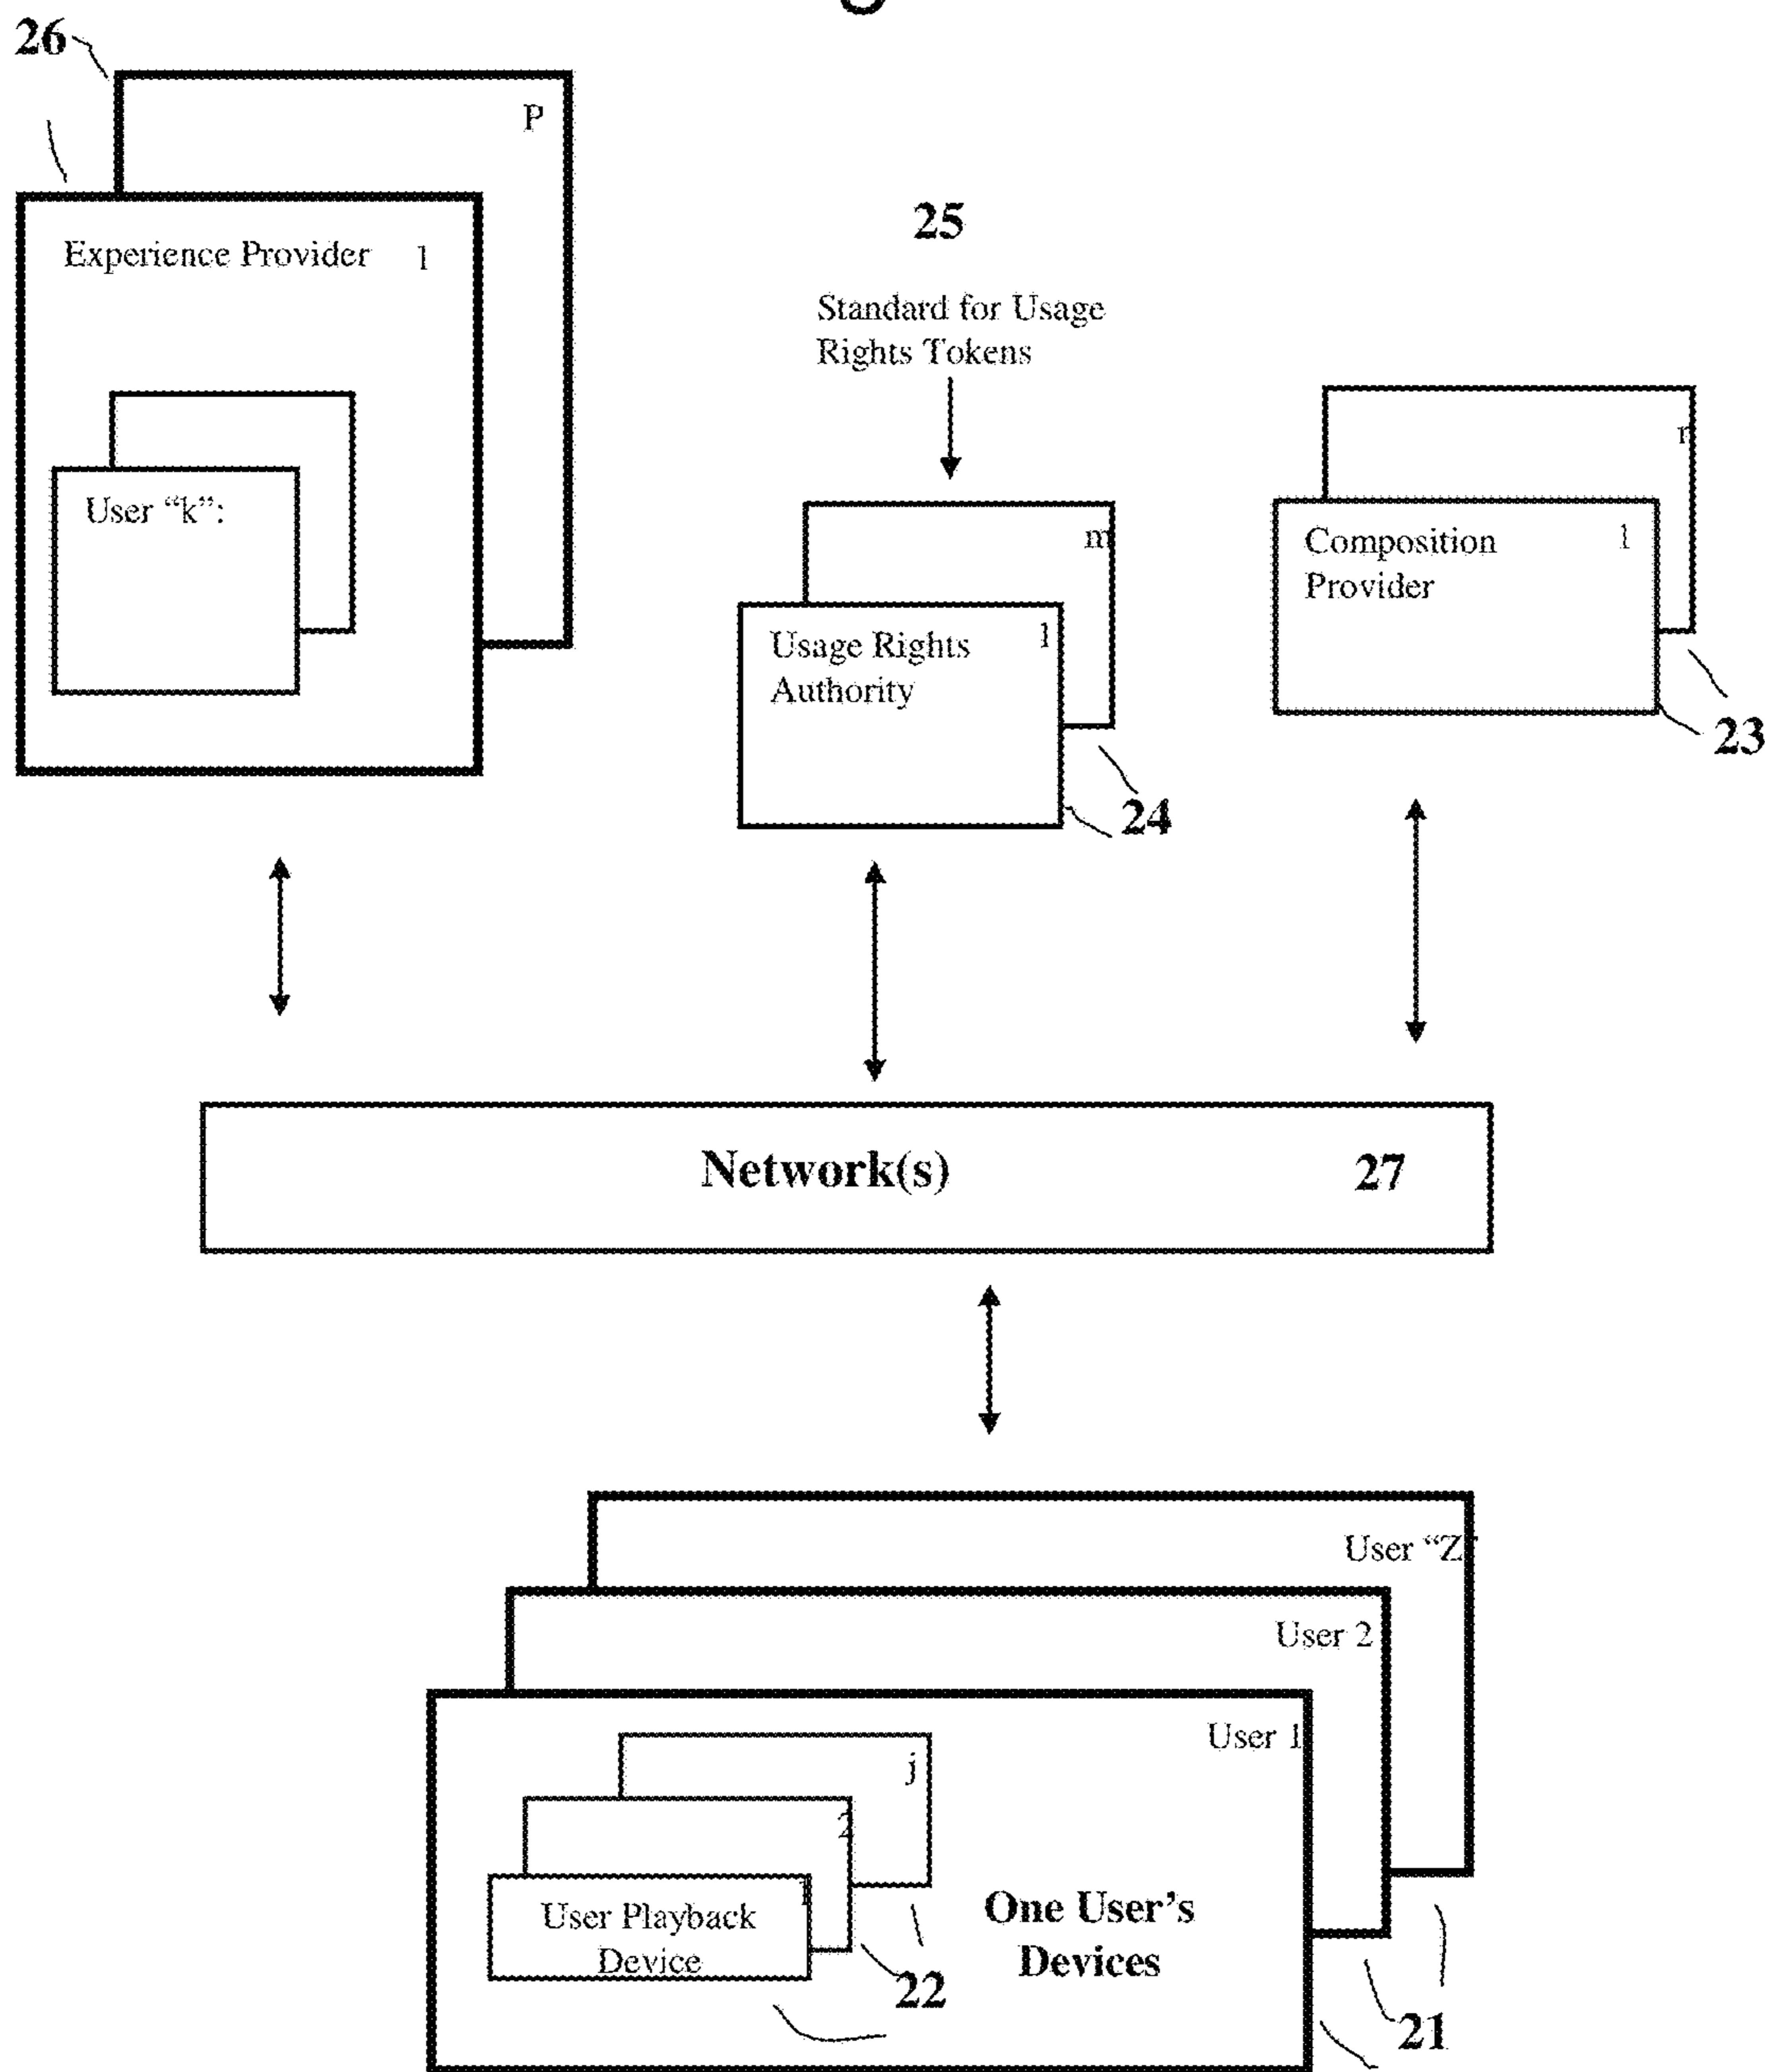 26
P
Experience Provider 1
User “k”:
25
Standard for Usage
Rights Tokens
m
Usage Rights 1
Authority
24
Composition 1
Provider
23
Network(s) 27
User “Z
User 2
User 1
j
2
1
User Playback
Device
One User’s
Devices
22
21